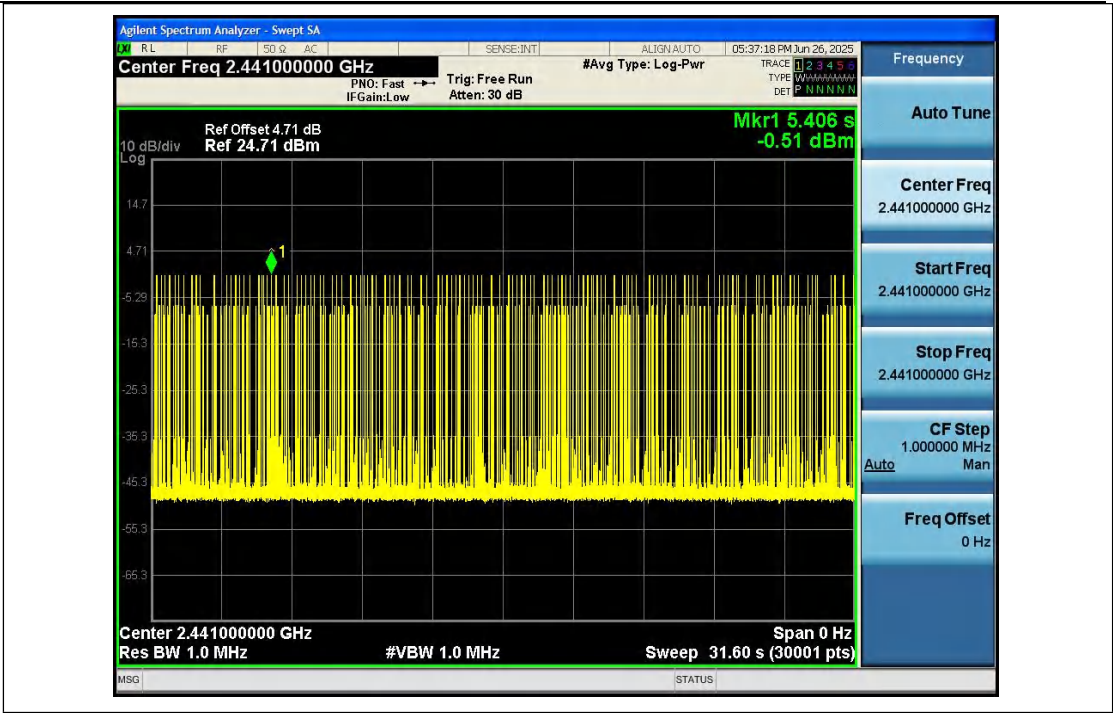 Agilent Spectrum Analyzer - Swept SA
LXI RL RF 50 Ω AC SENSE:INT ALIGN AUTO 05:37:18 PM Jun 26, 2025
Center Freq 2.441000000 GHz
#Avg Type: Log-Pwr
TRACE 1 2 3 4 5 6
PNO: Fast Trig: Free Run
TYPE WWWWWW
IFGain:Low Atten: 30 dB
DET P N N N N N
Frequency
Auto Tune
Mkr1 5.406 s
-0.51 dBm
Ref Offset 4.71 dB
10 dB/div Ref 24.71 dBm
Log
14.7
4.71
1
-5.29
-15.3
-25.3
-35.3
-45.3
-55.3
-65.3
Center Freq
2.441000000 GHz
Start Freq
2.441000000 GHz
Stop Freq
2.441000000 GHz
CF Step
1.000000 MHz
Auto Man
Freq Offset
0 Hz
Center 2.441000000 GHz Span 0 Hz
Res BW 1.0 MHz #VBW 1.0 MHz Sweep 31.60 s (30001 pts)
MSG STATUS